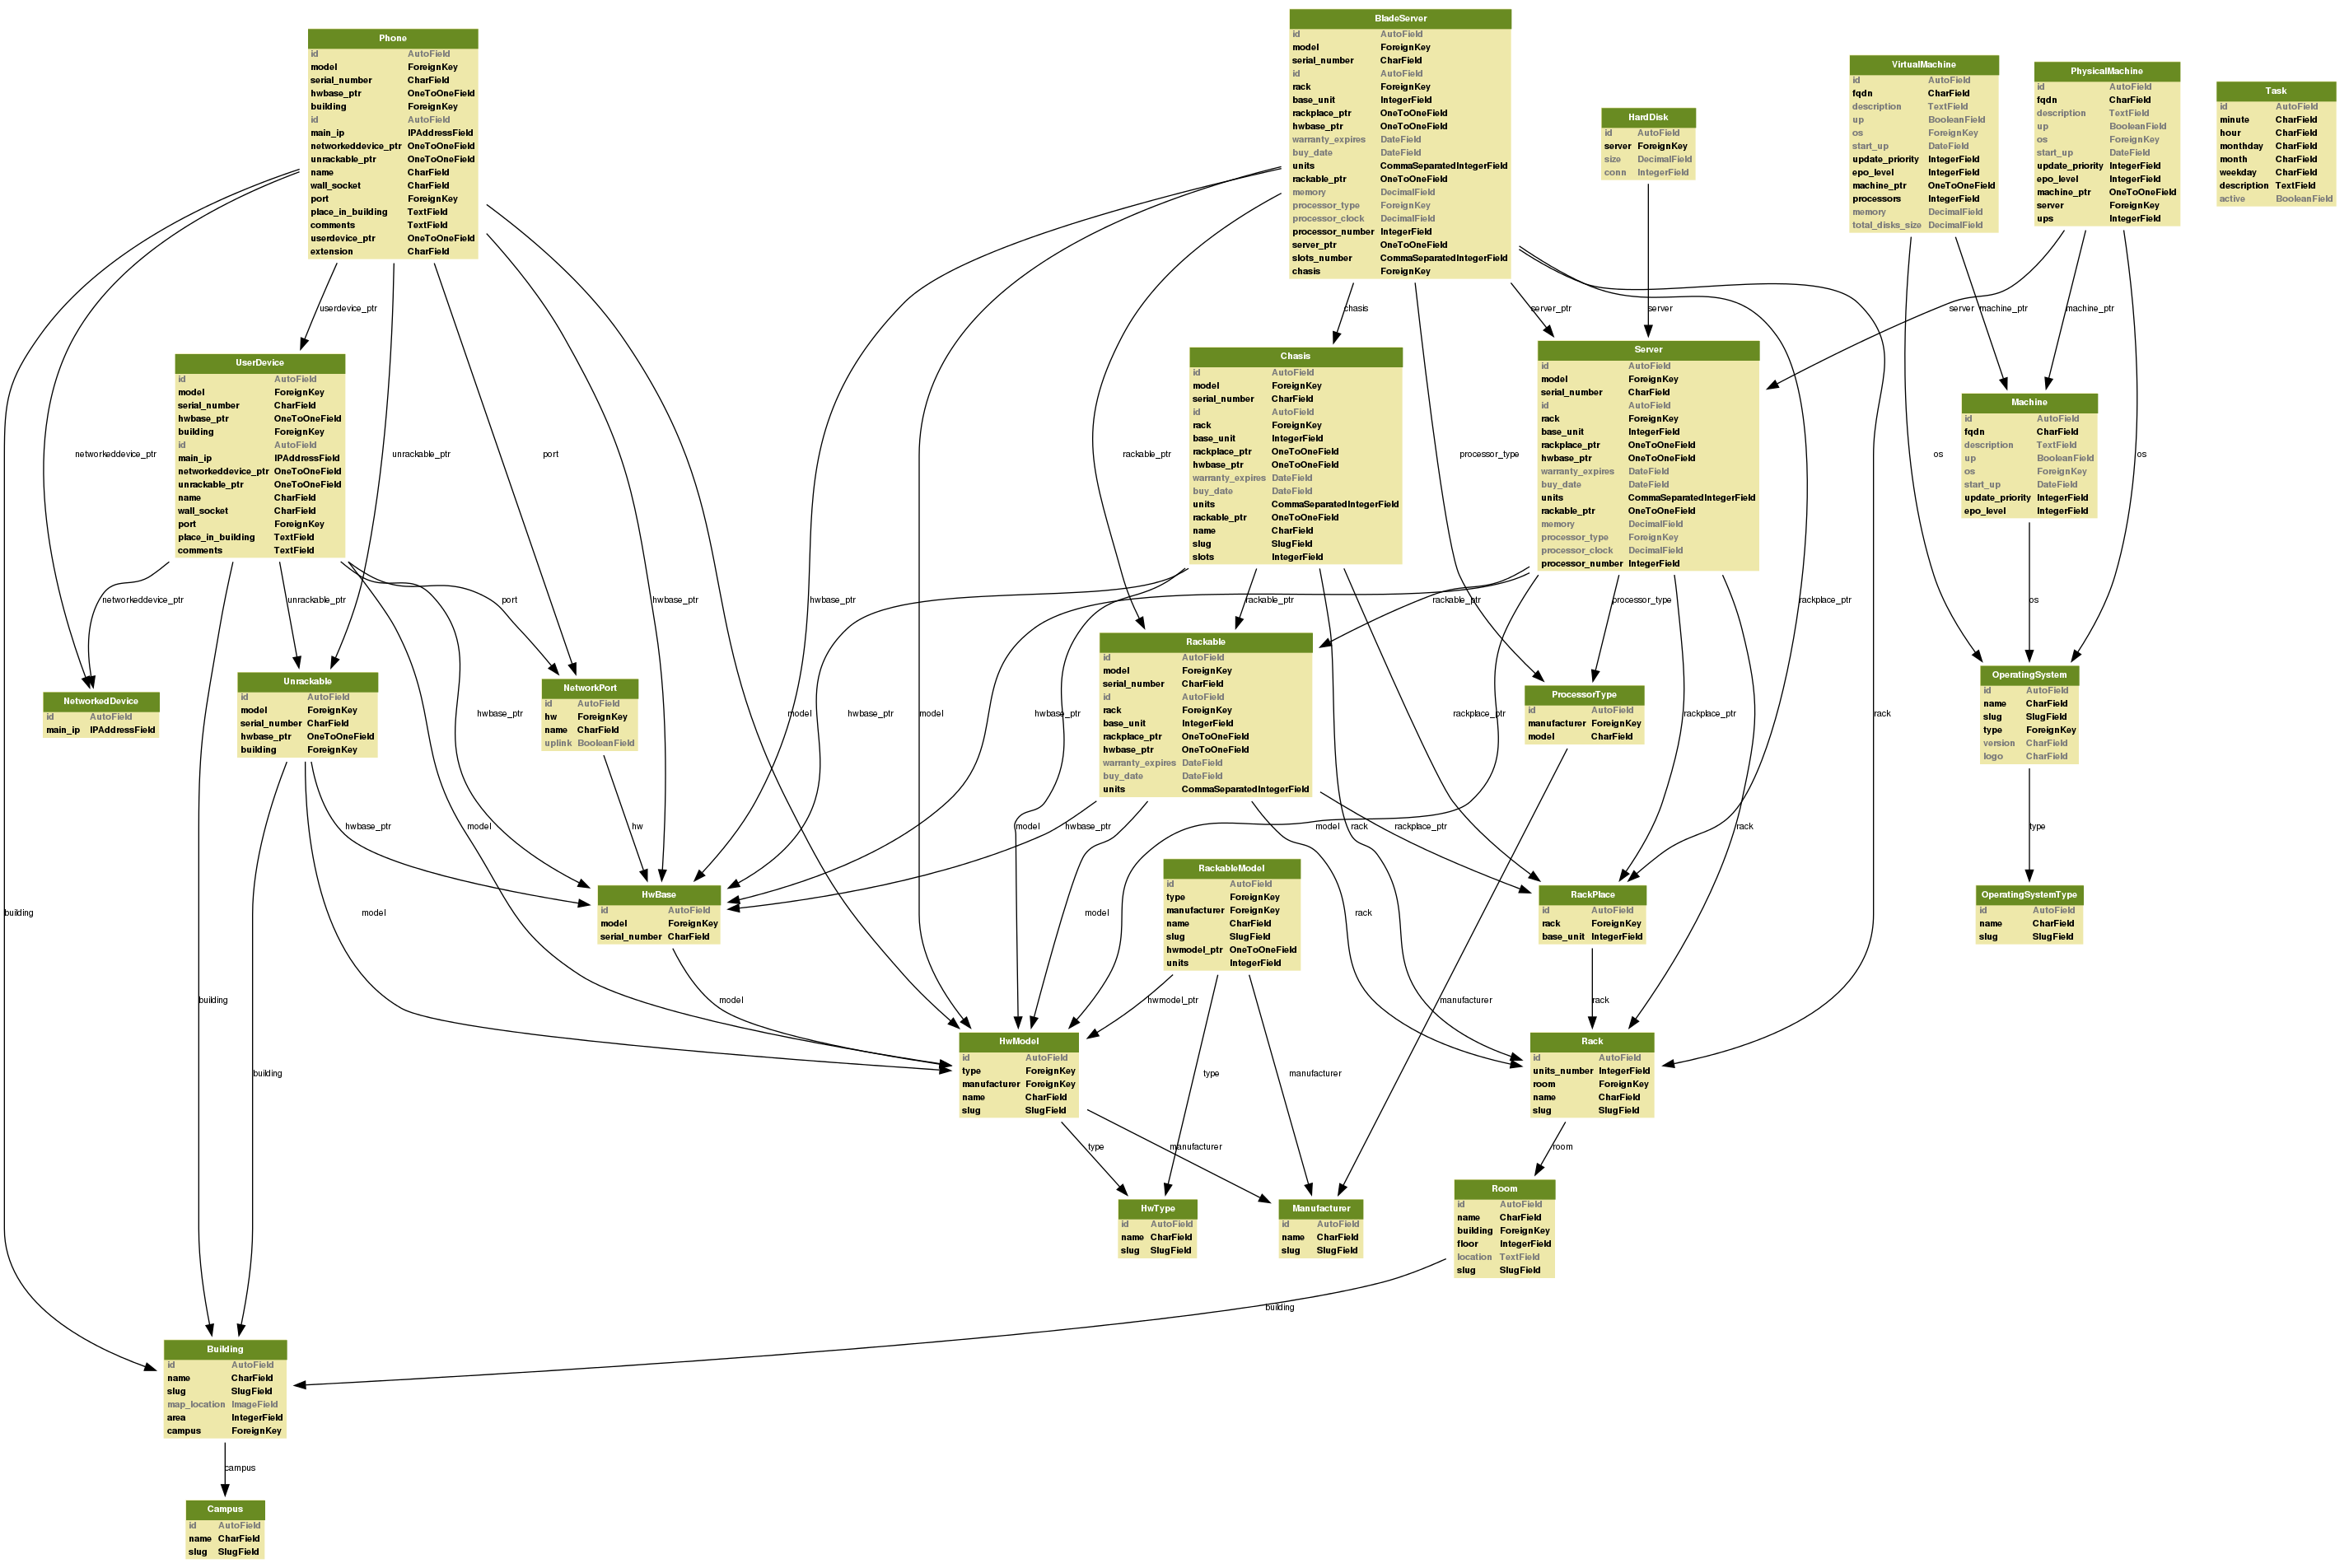 Phone
id AutoField
model ForeignKey
serial_number CharField
hwbase_ptr OneToOneField
building ForeignKey
id AutoField
main_ip IPAddressField
networkeddevice_ptr OneToOneField
unrackable_ptr OneToOneField
name CharField
wall_socket CharField
port ForeignKey
place_in_building TextField
comments TextField
userdevice_ptr OneToOneField
extension CharField
BladeServer
id AutoField
model ForeignKey
serial_number CharField
id AutoField
rack ForeignKey
base_unit IntegerField
rackplace_ptr OneToOneField
hwbase_ptr OneToOneField
warranty_expires DateField
buy_date DateField
units CommaSeparatedIntegerField
rackable_ptr OneToOneField
memory DecimalField
processor_type ForeignKey
processor_clock DecimalField
processor_number IntegerField
server_ptr OneToOneField
slots_number CommaSeparatedIntegerField
chasis ForeignKey
HardDisk
id AutoField
server ForeignKey
size DecimalField
conn IntegerField
VirtualMachine
id AutoField
fqdn CharField
description TextField
up BooleanField
os ForeignKey
start_up DateField
update_priority IntegerField
epo_level IntegerField
machine_ptr OneToOneField
processors IntegerField
memory DecimalField
total_disks_size DecimalField
PhysicalMachine
id AutoField
fqdn CharField
description TextField
up BooleanField
os ForeignKey
start_up DateField
update_priority IntegerField
epo_level IntegerField
machine_ptr OneToOneField
server ForeignKey
ups IntegerField
Task
id AutoField
minute CharField
hour CharField
monthday CharField
month CharField
weekday CharField
description TextField
active BooleanField
userdevice_ptr
chasis
server_ptr
server
server
machine_ptr
machine_ptr
UserDevice
id AutoField
model ForeignKey
serial_number CharField
hwbase_ptr OneToOneField
building ForeignKey
id AutoField
main_ip IPAddressField
networkeddevice_ptr OneToOneField
unrackable_ptr OneToOneField
name CharField
wall_socket CharField
port ForeignKey
place_in_building TextField
comments TextField
Chasis
id AutoField
model ForeignKey
serial_number CharField
id AutoField
rack ForeignKey
base_unit IntegerField
rackplace_ptr OneToOneField
hwbase_ptr OneToOneField
warranty_expires DateField
buy_date DateField
units CommaSeparatedIntegerField
rackable_ptr OneToOneField
name CharField
slug SlugField
slots IntegerField
Server
id AutoField
model ForeignKey
serial_number CharField
id AutoField
rack ForeignKey
base_unit IntegerField
rackplace_ptr OneToOneField
hwbase_ptr OneToOneField
warranty_expires DateField
buy_date DateField
units CommaSeparatedIntegerField
rackable_ptr OneToOneField
memory DecimalField
processor_type ForeignKey
processor_clock DecimalField
processor_number IntegerField
Machine
id AutoField
fqdn CharField
description TextField
up BooleanField
os ForeignKey
start_up DateField
update_priority IntegerField
epo_level IntegerField
networkeddevice_ptr
unrackable_ptr
port
rackable_ptr
processor_type
os
os
networkeddevice_ptr
unrackable_ptr
port
hwbase_ptr
hwbase_ptr
rackable_ptr
rackable_ptr
processor_type
rackplace_ptr
os
NetworkedDevice
id AutoField
main_ip IPAddressField
Unrackable
id AutoField
model ForeignKey
serial_number CharField
hwbase_ptr OneToOneField
building ForeignKey
NetworkPort
id AutoField
hw ForeignKey
name CharField
uplink BooleanField
Rackable
id AutoField
model ForeignKey
serial_number CharField
id AutoField
rack ForeignKey
base_unit IntegerField
rackplace_ptr OneToOneField
hwbase_ptr OneToOneField
warranty_expires DateField
buy_date DateField
units CommaSeparatedIntegerField
ProcessorType
id AutoField
manufacturer ForeignKey
model CharField
OperatingSystem
id AutoField
name CharField
slug SlugField
type ForeignKey
version CharField
logo CharField
hwbase_ptr
model
hwbase_ptr
model
hwbase_ptr
rackplace_ptr
rackplace_ptr
rack
hwbase_ptr
model
hw
model
hwbase_ptr
model
rack
rackplace_ptr
rack
type
HwBase
id AutoField
model ForeignKey
serial_number CharField
RackableModel
id AutoField
type ForeignKey
manufacturer ForeignKey
name CharField
slug SlugField
hwmodel_ptr OneToOneField
units IntegerField
RackPlace
id AutoField
rack ForeignKey
base_unit IntegerField
OperatingSystemType
id AutoField
name CharField
slug SlugField
building
model
model
rack
building
model
hwmodel_ptr
manufacturer
rack
HwModel
id AutoField
type ForeignKey
manufacturer ForeignKey
name CharField
slug SlugField
Rack
id AutoField
units_number IntegerField
room ForeignKey
name CharField
slug SlugField
building
type
manufacturer
type
manufacturer
room
HwType
id AutoField
name CharField
slug SlugField
Manufacturer
id AutoField
name CharField
slug SlugField
Room
id AutoField
name CharField
building ForeignKey
floor IntegerField
location TextField
slug SlugField
building
Building
id AutoField
name CharField
slug SlugField
map_location ImageField
area IntegerField
campus ForeignKey
campus
Campus
id AutoField
name CharField
slug SlugField